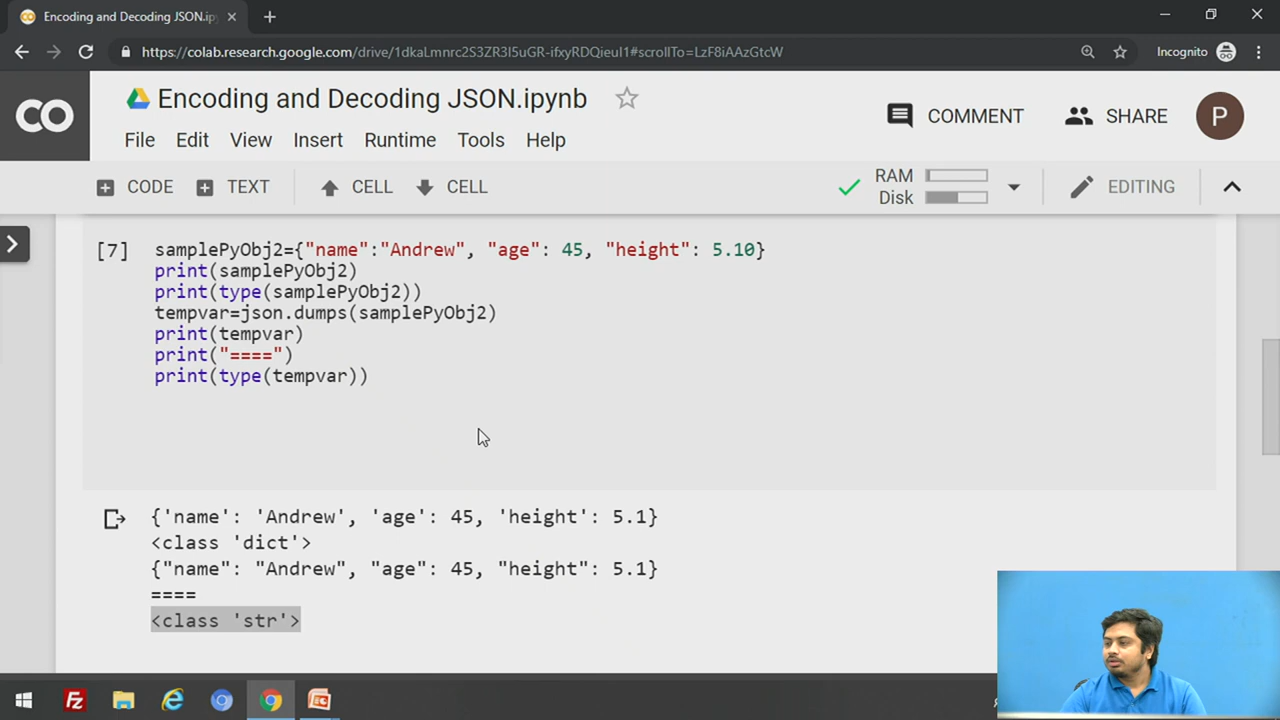 Encoding and Decoding JSON.ip
https://colab.research.google.com/drive/1dkaLmnrc2S3ZR3I5uGR-ifxyRDQieuI1#scrollTo=LzF8iAAzGtcW
Incognito
CO
Encoding and Decoding JSON.ipynb
COMMENT
SHARE
P
File Edit View Insert Runtime Tools Help
CODE TEXT CELL CELL
RAM
Disk
EDITING
[7] samplePyObj2={"name":"Andrew", "age": 45, "height": 5.10}
print(samplePyObj2)
print(type(samplePyObj2))
tempvar=json.dumps(samplePyObj2)
print(tempvar)
print("====")
print(type(tempvar))
{'name': 'Andrew', 'age': 45, 'height': 5.1}
<class 'dict'>
{"name": "Andrew", "age": 45, "height": 5.1}
====
<class 'str'>
Fz